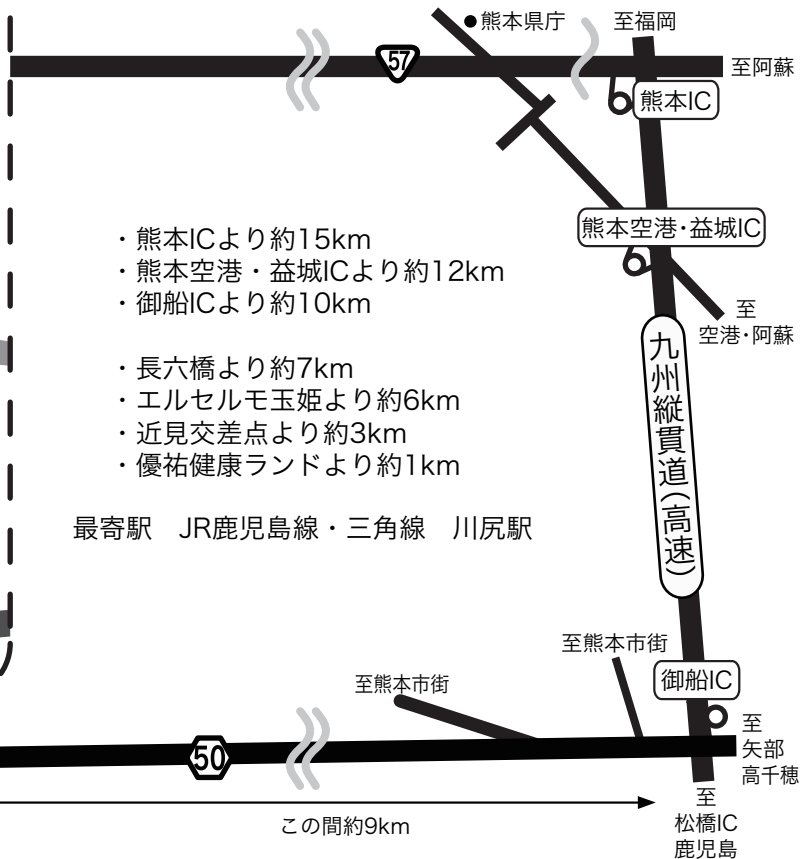 熊本県庁
至福岡
57
至阿蘇
熊本IC
熊本空港・益城IC
・熊本ICより約15km
・熊本空港・益城ICより約12km
・御船ICより約10km
至
空港・阿蘇
九州縦貫道(高速)
・長六橋より約7km
・エルセルモ玉姫より約6km
・近見交差点より約3km
・優祐健康ランドより約1km
最寄駅　JR鹿児島線・三角線　川尻駅
至熊本市街
至熊本市街
御船IC
至
矢部
高千穂
50
至
松橋IC
鹿児島
この間約9km